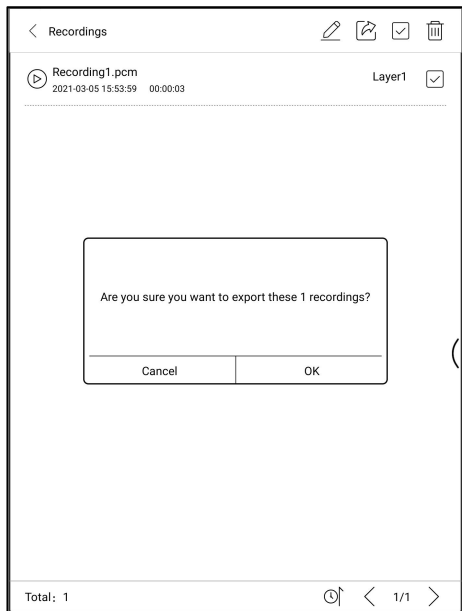 Recordings
Recording1.pcm
Layer1
2021-03-05 15:53:59 00:00:03
Are you sure you want to export these 1 recordings?
Cancel OK
Total: 1 1/1